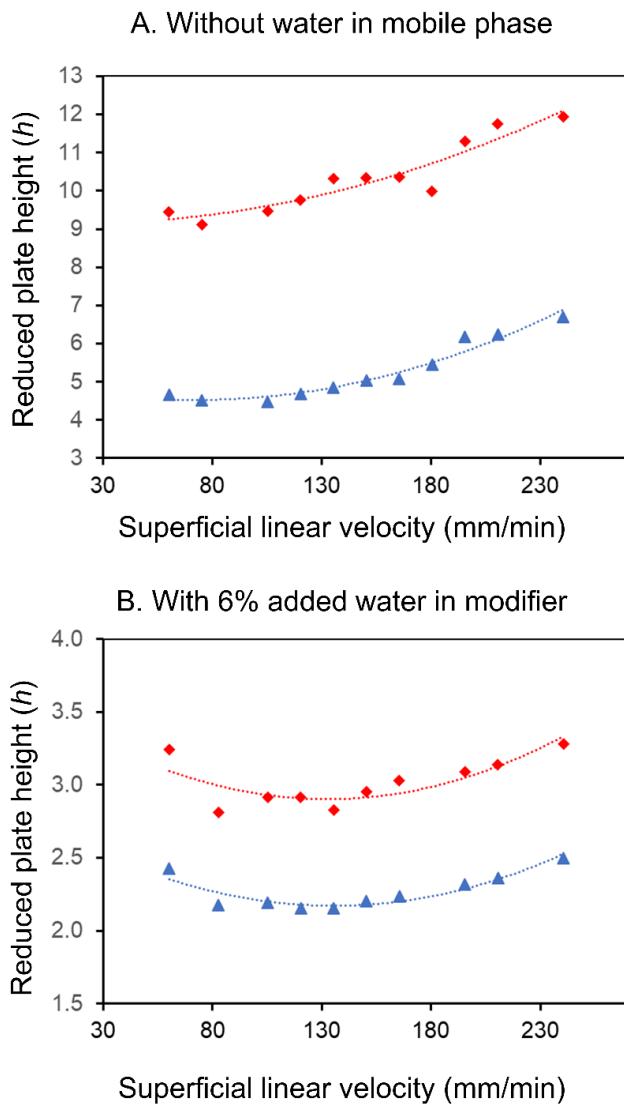 A. Without water in mobile phase
13
12
11
10
9
8
7
6
5
4
3
Reduced plate height (h)
30 80 130 180 230
Superficial linear velocity (mm/min)
B. With 6% added water in modifier
4.0
3.5
3.0
2.5
2.0
1.5
Reduced plate height (h)
30 80 130 180 230
Superficial linear velocity (mm/min)